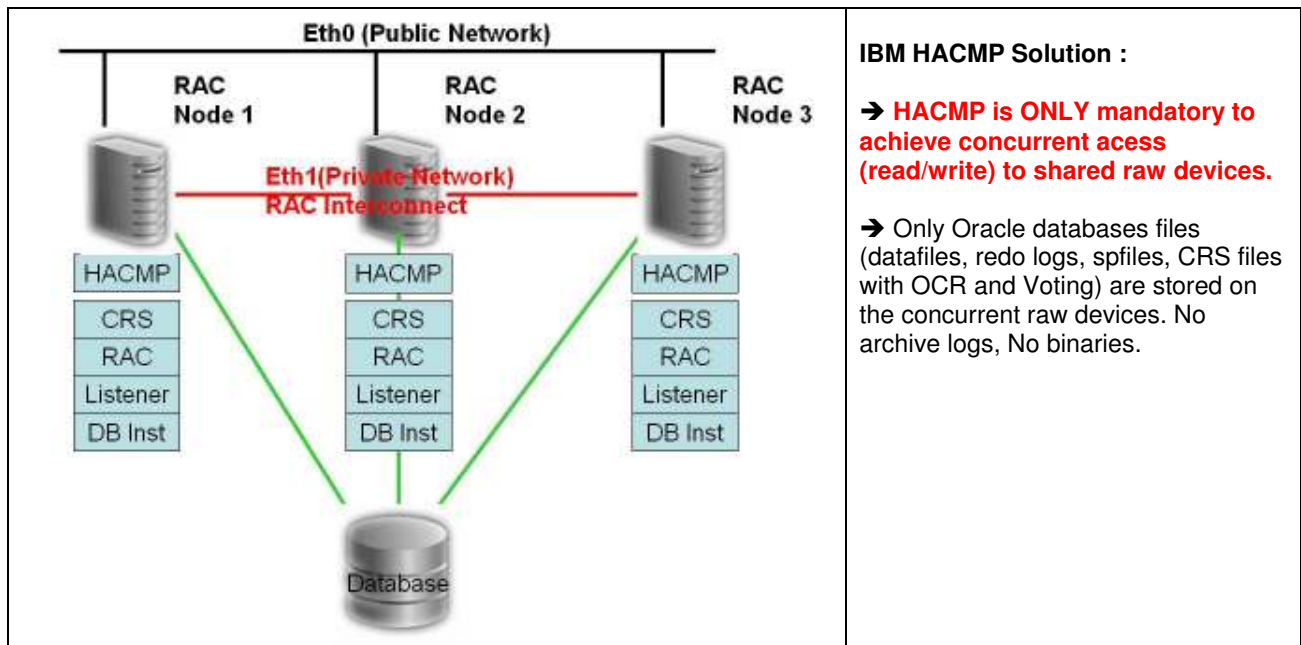 Eth0 (Public Network)
RAC
Node 1
RAC
Node 2
RAC
Node 3
Eth1(Private Network)
RAC Interconnect
HACMP
CRS
RAC
Listener
DB Inst
HACMP
CRS
RAC
Listener
DB Inst
HACMP
CRS
RAC
Listener
DB Inst
Database
IBM HACMP Solution :
➔ HACMP is ONLY mandatory to
achieve concurrent acess
(read/write) to shared raw devices.
➔ Only Oracle databases files
(datafiles, redo logs, spfiles, CRS files
with OCR and Voting) are stored on
the concurrent raw devices. No
archive logs, No binaries.